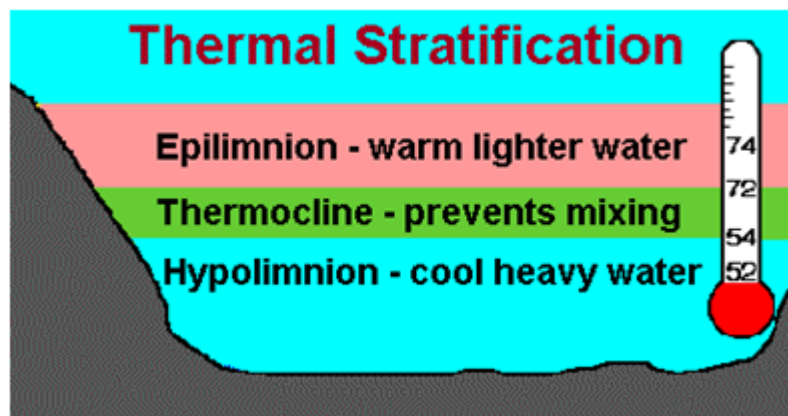 Thermal Stratification
Epilimnion - warm lighter water
74
72
Thermocline - prevents mixing
54
Hypolimnion - cool heavy water
52